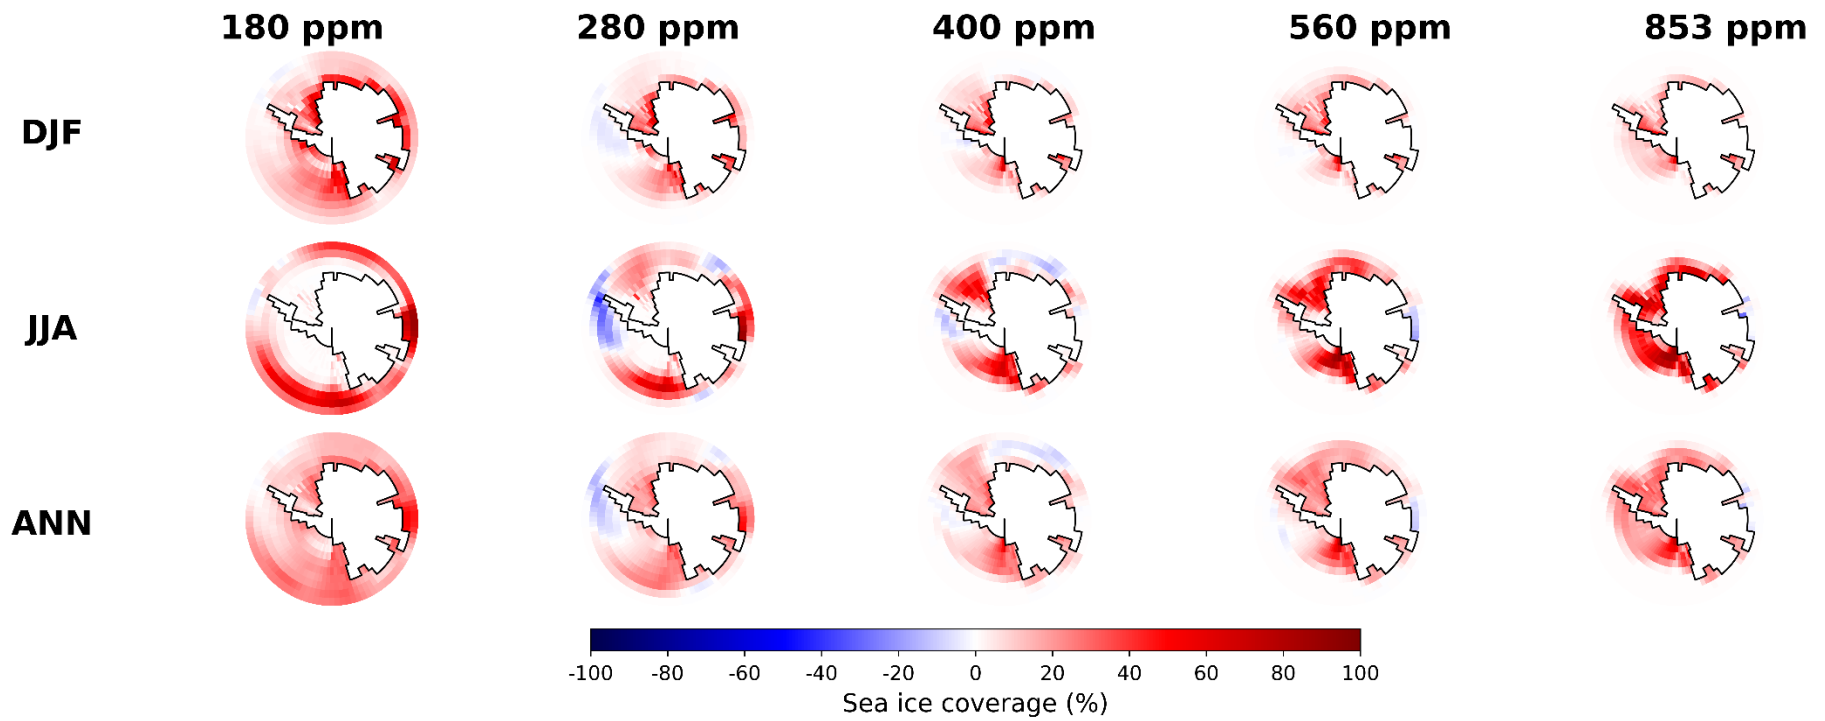 180 ppm 280 ppm 400 ppm 560 ppm 853 ppm
DJF
JJA
ANN
-100 -80 -60 -40 -20 0 20 40 60 80 100
Sea ice coverage (%)